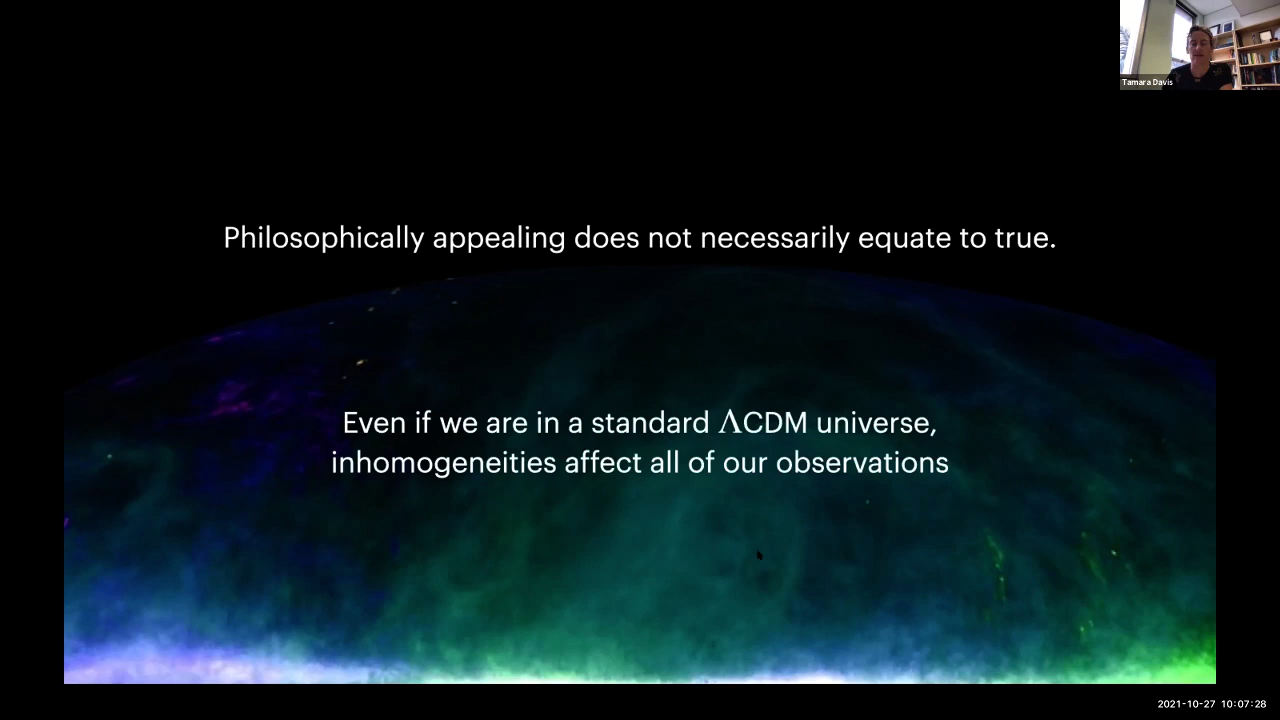 Tamara Davis
Philosophically appealing does not necessarily equate to true.
Even if we are in a standard ΛCDM universe,
inhomogeneities affect all of our observations
2021-10-27 10:07:28